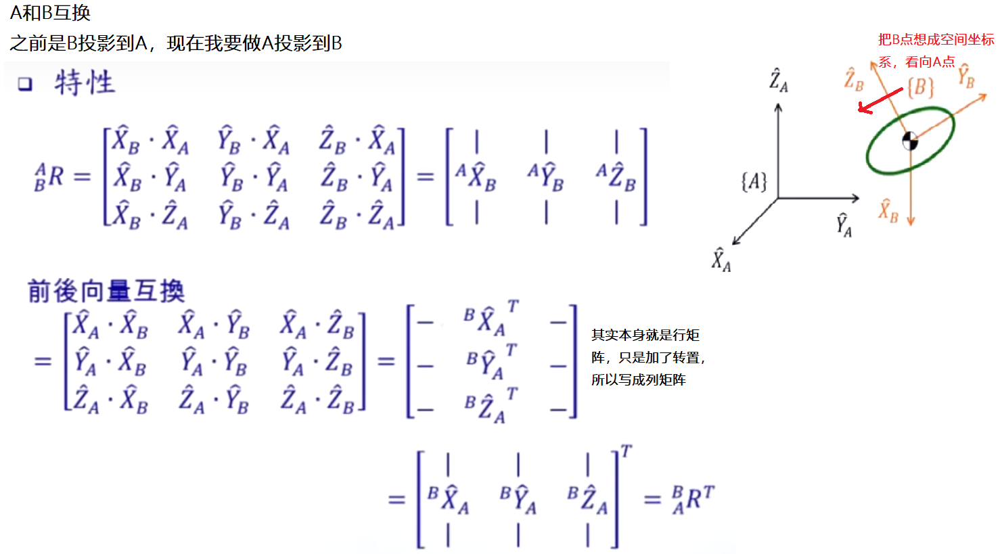 A和B互换
之前是B投影到A，现在我要做A投影到B
把B点想成空间坐标
系，看向A点
□ 特性
$^A_BR = \begin{bmatrix} \hat{X}_B \cdot \hat{X}_A & \hat{Y}_B \cdot \hat{X}_A & \hat{Z}_B \cdot \hat{X}_A \\ \hat{X}_B \cdot \hat{Y}_A & \hat{Y}_B \cdot \hat{Y}_A & \hat{Z}_B \cdot \hat{Y}_A \\ \hat{X}_B \cdot \hat{Z}_A & \hat{Y}_B \cdot \hat{Z}_A & \hat{Z}_B \cdot \hat{Z}_A \end{bmatrix} = \begin{bmatrix} | & | & | \\ ^A\hat{X}_B & ^A\hat{Y}_B & ^A\hat{Z}_B \\ | & | & | \end{bmatrix}$
$\hat{Z}_A$
$\hat{Z}_B$
{B}
$\hat{Y}_B$
{A}
$\hat{X}_B$
$\hat{Y}_A$
$\hat{X}_A$
前後向量互換
$= \begin{bmatrix} \hat{X}_A \cdot \hat{X}_B & \hat{X}_A \cdot \hat{Y}_B & \hat{X}_A \cdot \hat{Z}_B \\ \hat{Y}_A \cdot \hat{X}_B & \hat{Y}_A \cdot \hat{Y}_B & \hat{Y}_A \cdot \hat{Z}_B \\ \hat{Z}_A \cdot \hat{X}_B & \hat{Z}_A \cdot \hat{Y}_B & \hat{Z}_A \cdot \hat{Z}_B \end{bmatrix} = \begin{bmatrix} - & ^B\hat{X}_A^T & - \\ - & ^B\hat{Y}_A^T & - \\ - & ^B\hat{Z}_A^T & - \end{bmatrix}$
其实本身就是行矩
阵，只是加了转置，
所以写成列矩阵
$= \begin{bmatrix} | & | & | \\ ^B\hat{X}_A & ^B\hat{Y}_A & ^B\hat{Z}_A \\ | & | & | \end{bmatrix}^T = {^B_AR^T}$